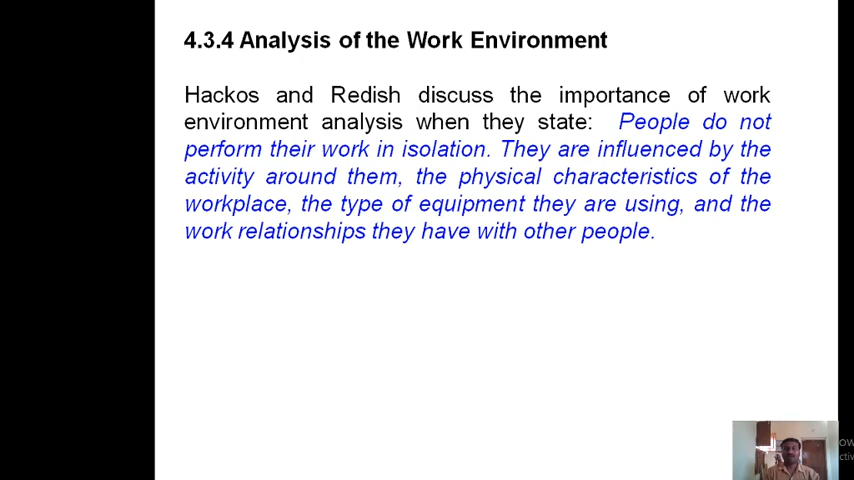 4.3.4 Analysis of the Work Environment
Hackos and Redish discuss the importance of work
environment analysis when they state: People do not
perform their work in isolation. They are influenced by the
activity around them, the physical characteristics of the
workplace, the type of equipment they are using, and the
work relationships they have with other people.